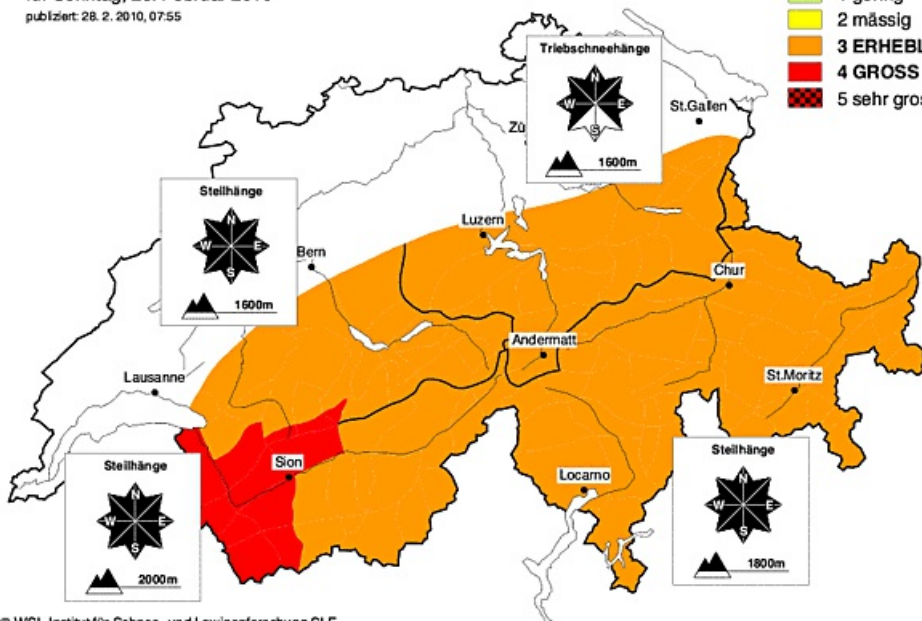 publiziert: 28. 2. 2010, 07:55
2 mässig
3 ERHEBL
4 GROSS
5 sehr gros
Triebschneehänge
N
W E
S
1600m
St.Gallen
Zü
Steilhänge
N
W E
S
1600m
Luzern
Bern
Chur
Andermatt
Lausanne
St.Moritz
Sion
Locarno
Steilhänge
N
W E
S
2000m
Steilhänge
N
W E
S
1800m